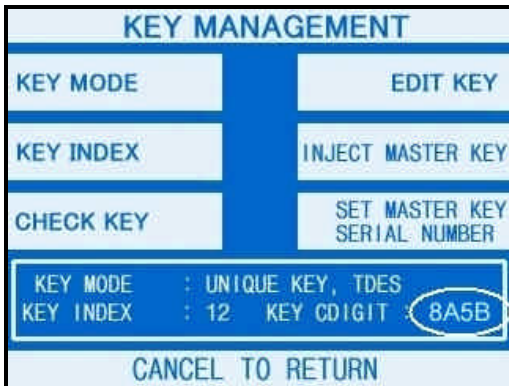 KEY MANAGEMENT
KEY MODE
EDIT KEY
KEY INDEX
INJECT MASTER KEY
CHECK KEY
SET MASTER KEY
SERIAL NUMBER
KEY MODE : UNIQUE KEY, TDES
KEY INDEX : 12 KEY CDIGIT : 8A5B
CANCEL TO RETURN